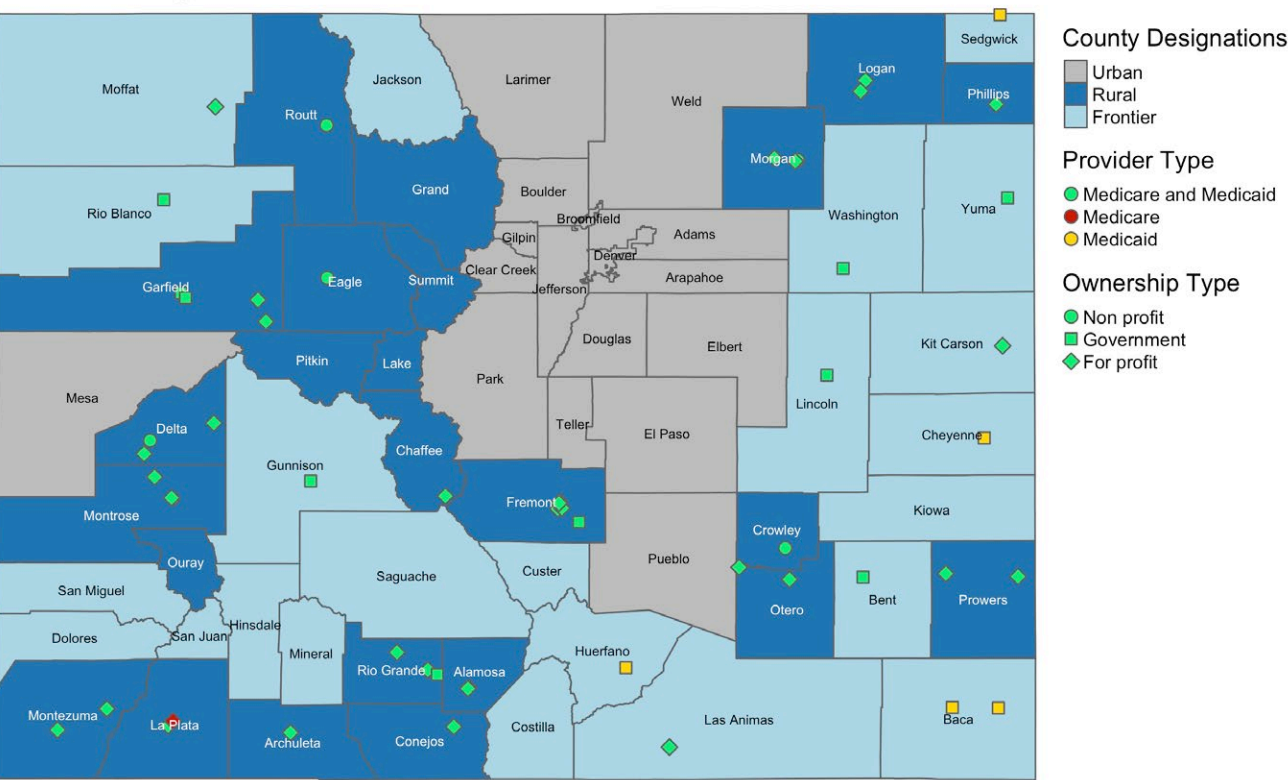 Sedgwick
Logan
Phillips
Moffat
Jackson
Larimer
Weld
Routt
Morgan
Grand
Boulder
Rio Blanco
Washington
Yuma
Broomfield
Gilpin
Adams
Denver
Clear Creek
Arapahoe
Garfield
Eagle
Summit
Jefferson
Douglas
Elbert
Kit Carson
Pitkin
Lake
Park
Mesa
Lincoln
Teller
El Paso
Delta
Cheyenne
Chaffee
Gunnison
Fremont
Kiowa
Montrose
Crowley
Pueblo
Ouray
Custer
Saguache
San Miguel
Bent
Prowers
Otero
Hinsdale
San Juan
Dolores
Mineral
Huerfano
Rio Grande
Alamosa
Montezuma
La Plata
Las Animas
Baca
Costilla
Archuleta
Conejos
County Designations
Urban
Rural
Frontier
Provider Type
Medicare and Medicaid
Medicare
Medicaid
Ownership Type
Non profit
Government
For profit